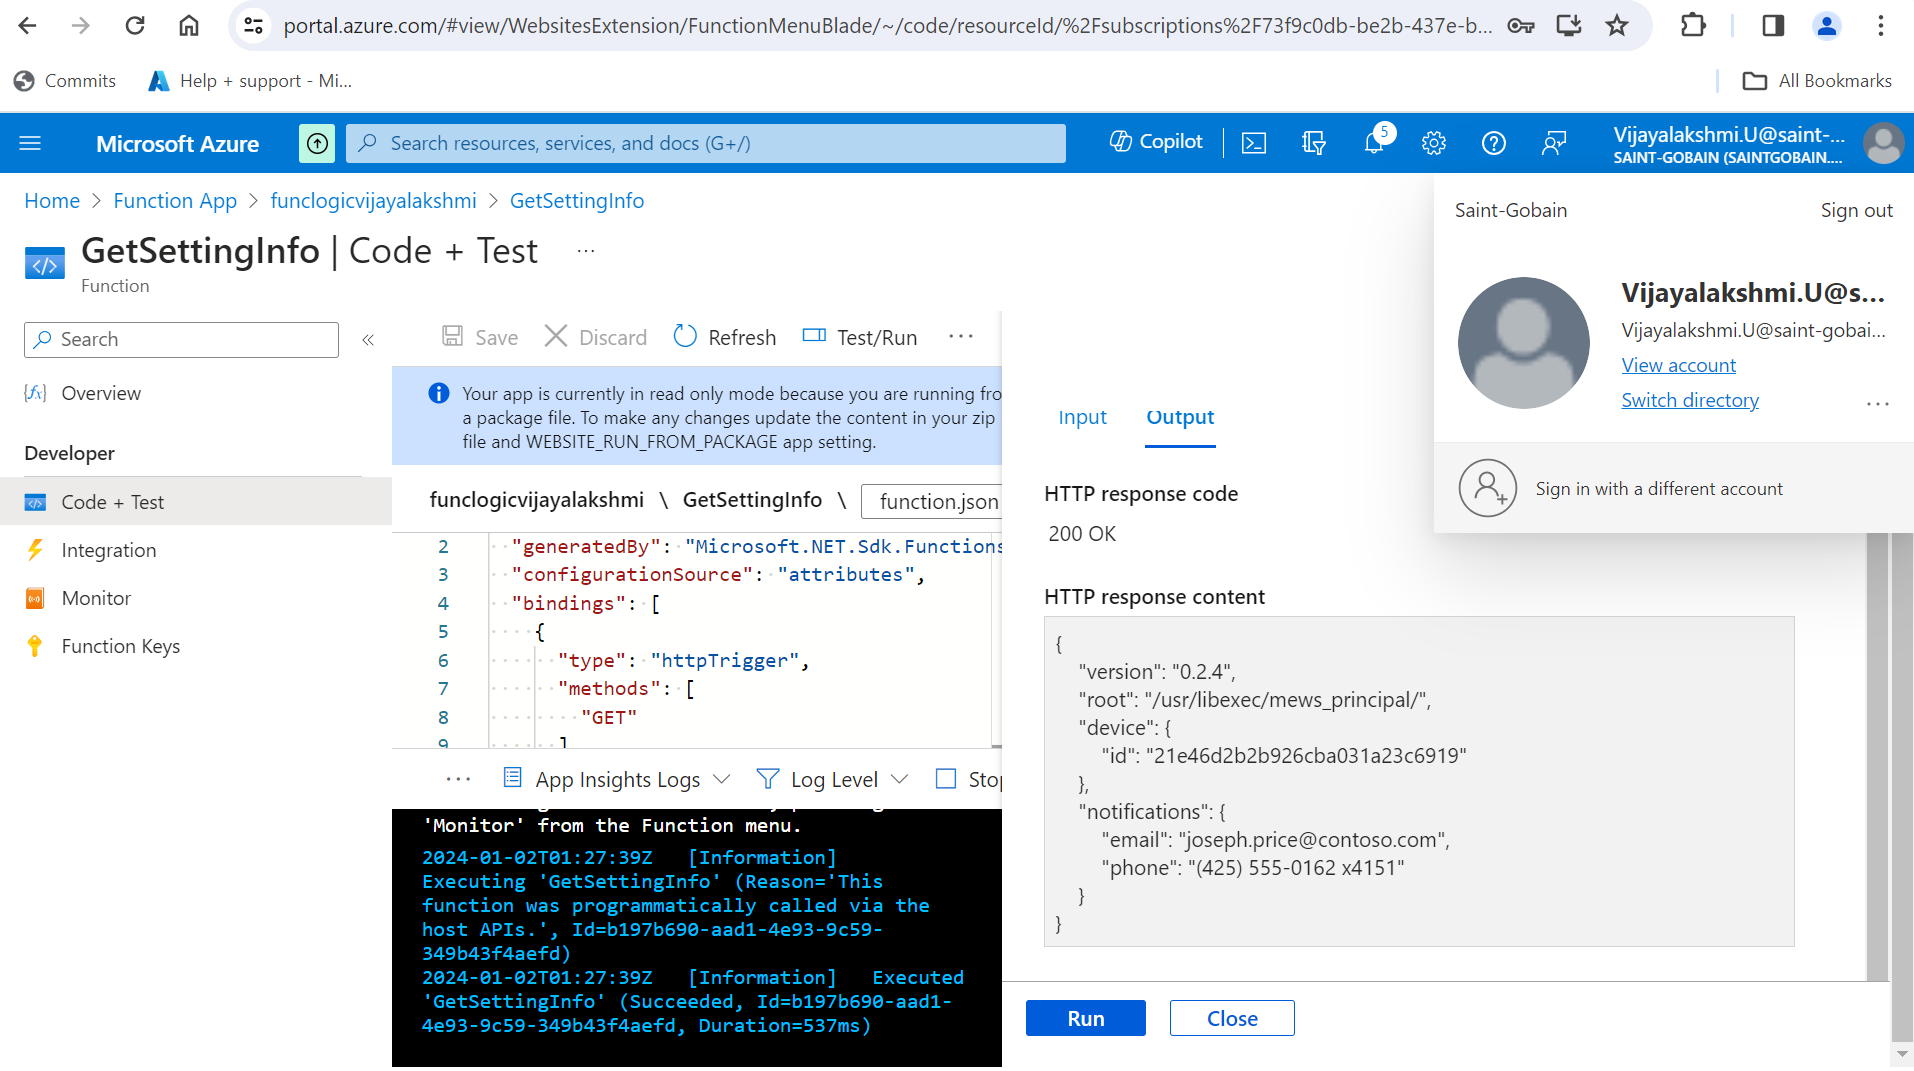 portal.azure.com/#view/WebsitesExtension/FunctionMenuBlade/~/code/resourceId/%2Fsubscriptions%2F73f9c0db-be2b-437e-b...
Commits
Help + support - Mi...
All Bookmarks
Microsoft Azure
Search resources, services, and docs (G+/)
Copilot
5
Vijayalakshmi.U@saint-...
SAINT-GOBAIN (SAINTGOBAIN....
Home > Function App > funclogicvijayalakshmi > GetSettingInfo
GetSettingInfo | Code + Test ...
Function
Search
«
Overview
Developer
Code + Test
Integration
Monitor
Function Keys
Save
Discard
Refresh
Test/Run
...
Your app is currently in read only mode because you are running fro
a package file. To make any changes update the content in your zip
file and WEBSITE_RUN_FROM_PACKAGE app setting.
funclogicvijayalakshmi \ GetSettingInfo \ function.json
2 "generatedBy": "Microsoft.NET.Sdk.Functions
3 "configurationSource": "attributes",
4 "bindings": [
5 {
6 "type": "httpTrigger",
7 "methods": [
8 "GET"
9 ]
... App Insights Logs
Log Level
Stop
'Monitor' from the Function menu.
2024-01-02T01:27:39Z [Information]
Executing 'GetSettingInfo' (Reason='This
function was programmatically called via the
host APIs.', Id=b197b690-aad1-4e93-9c59-
349b43f4aefd)
2024-01-02T01:27:39Z [Information] Executed
'GetSettingInfo' (Succeeded, Id=b197b690-aad1-
4e93-9c59-349b43f4aefd, Duration=537ms)
Input
Output
HTTP response code
200 OK
HTTP response content
{
"version": "0.2.4",
"root": "/usr/libexec/mews_principal/",
"device": {
"id": "21e46d2b2b926cba031a23c6919"
},
"notifications": {
"email": "joseph.price@contoso.com",
"phone": "(425) 555-0162 x4151"
}
}
Run
Close
Saint-Gobain
Sign out
Vijayalakshmi.U@s...
Vijayalakshmi.U@saint-gobai...
View account
Switch directory
...
Sign in with a different account